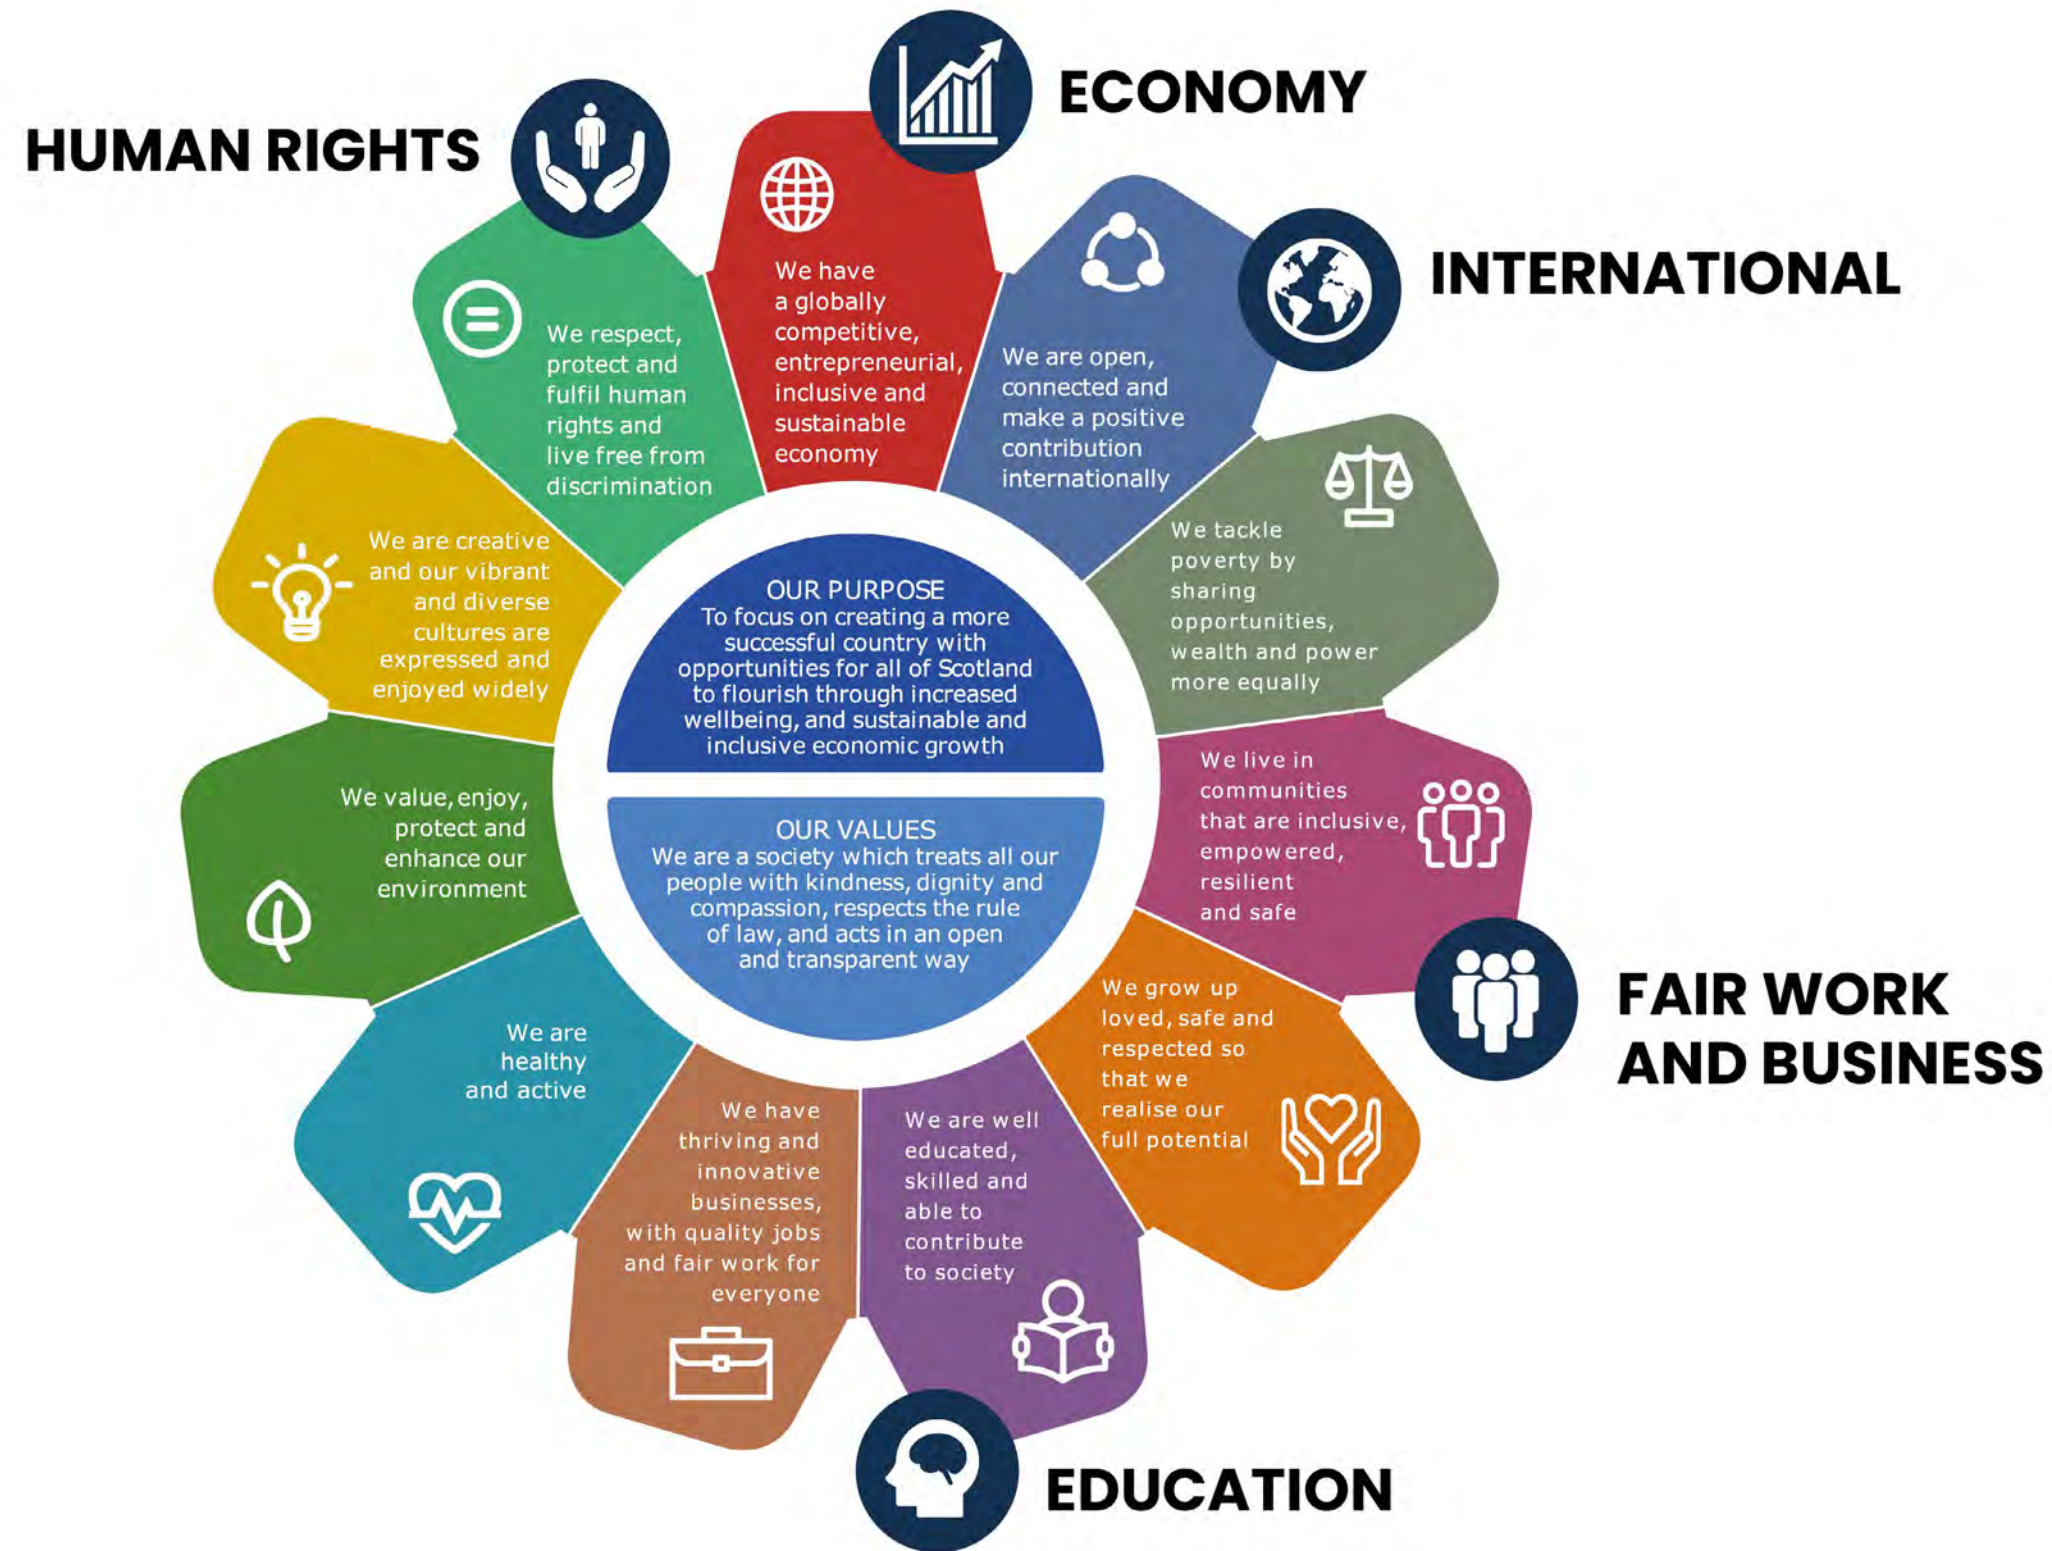 HUMAN RIGHTS
ECONOMY
INTERNATIONAL
FAIR WORK
AND BUSINESS
EDUCATION
We have
a globally
competitive,
entrepreneurial,
inclusive and
sustainable
economy
We are open,
connected and
make a positive
contribution
internationally
We tackle
poverty by
sharing
opportunities,
wealth and power
more equally
We live in
communities
that are inclusive,
empowered,
resilient
and safe
We grow up
loved, safe and
respected so
that we
realise our
full potential
We are well
educated,
skilled and
able to
contribute
to society
We have
thriving and
innovative
businesses,
with quality jobs
and fair work for
everyone
We are
healthy
and active
We value, enjoy,
protect and
enhance our
environment
We are creative
and our vibrant
and diverse
cultures are
expressed and
enjoyed widely
We respect,
protect and
fulfil human
rights and
live free from
discrimination
OUR PURPOSE
To focus on creating a more
successful country with
opportunities for all of Scotland
to flourish through increased
wellbeing, and sustainable and
inclusive economic growth
OUR VALUES
We are a society which treats all our
people with kindness, dignity and
compassion, respects the rule
of law, and acts in an open
and transparent way